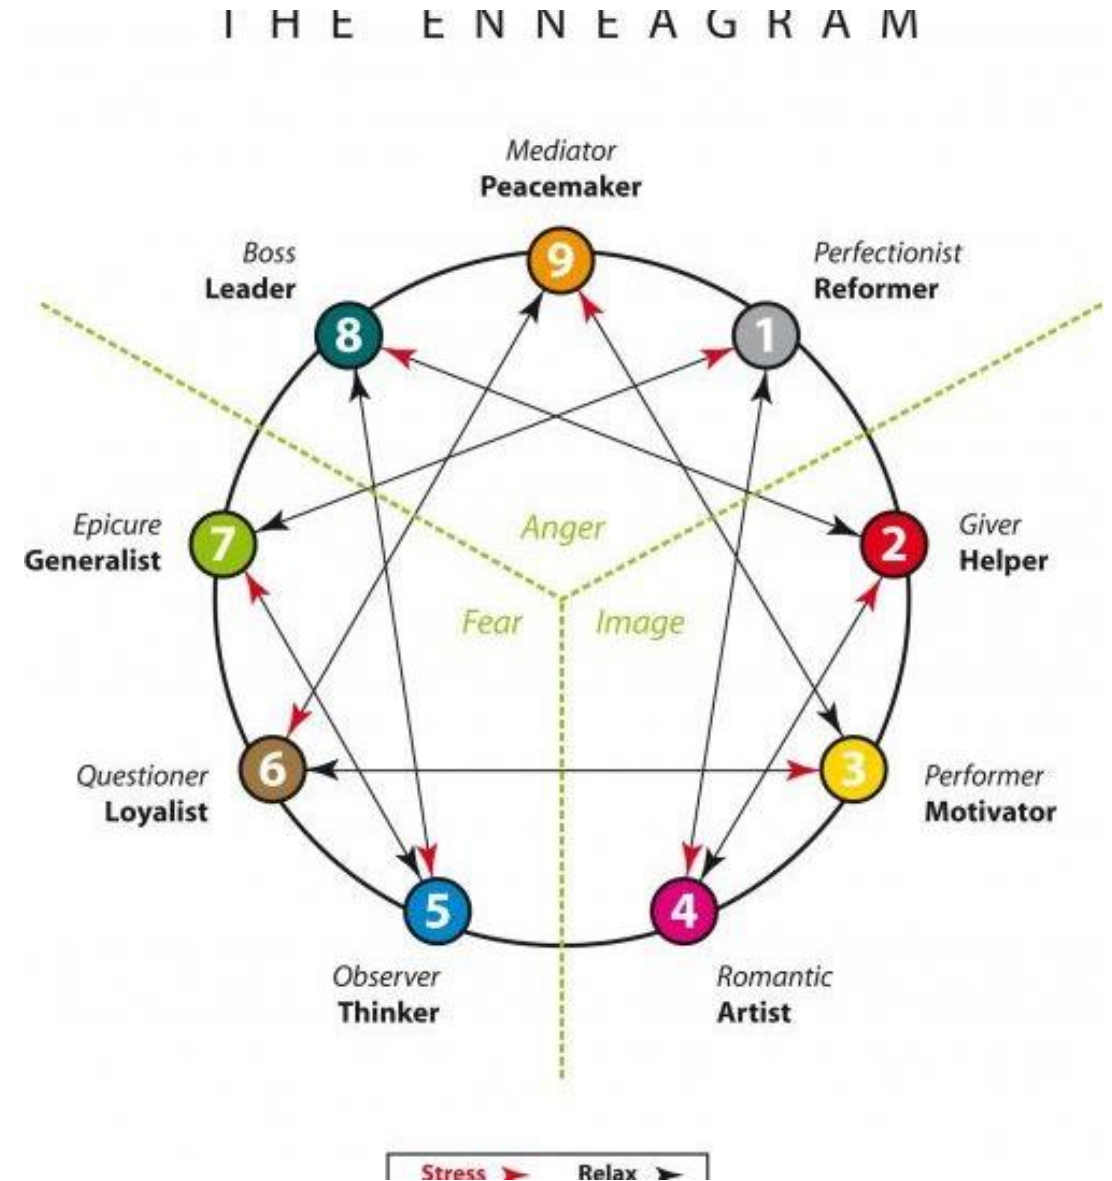 THE ENNEAGRAM
Mediator
Peacemaker
9
Boss
Leader
8
Perfectionist
Reformer
1
Epicure
Generalist
7
Anger
Giver
Helper
2
Fear
Image
Questioner
Loyalist
6
Performer
Motivator
3
5
4
Observer
Thinker
Romantic
Artist
Stress Relax